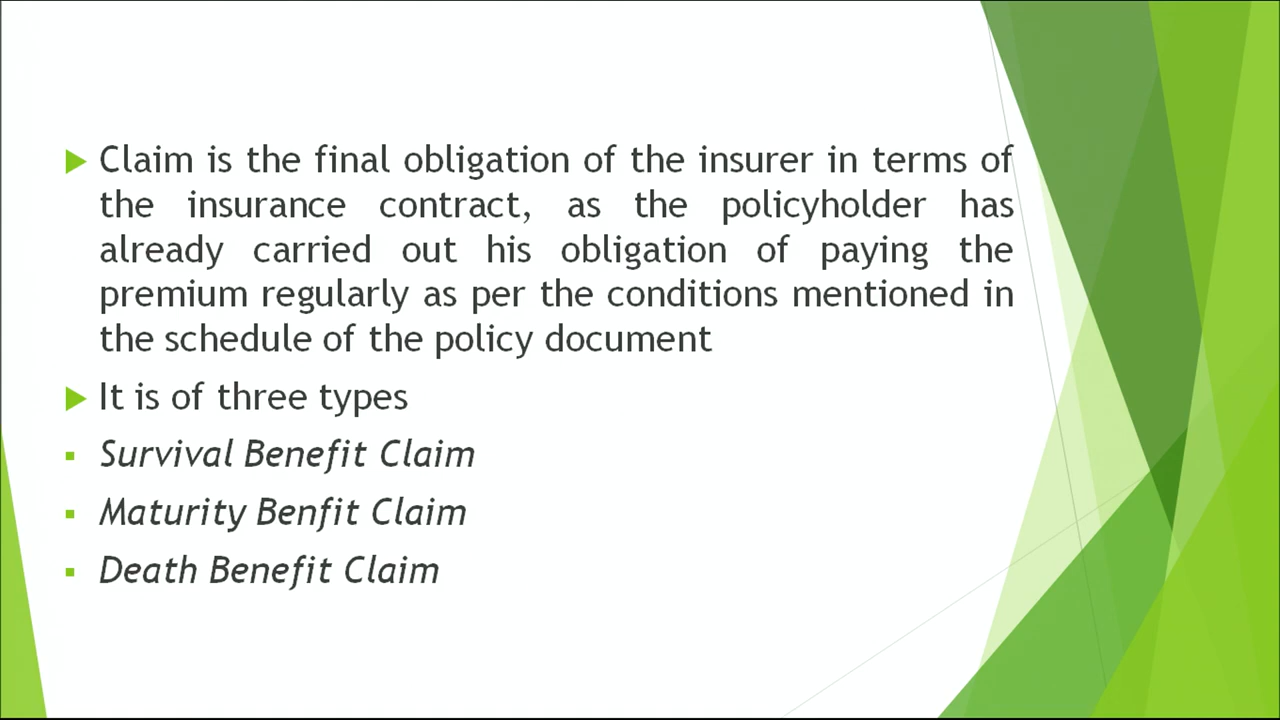 Claim is the final obligation of the insurer in terms of
the insurance contract, as the policyholder has
already carried out his obligation of paying the
premium regularly as per the conditions mentioned in
the schedule of the policy document
It is of three types
Survival Benefit Claim
Maturity Benfit Claim
Death Benefit Claim